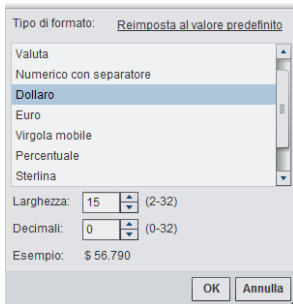 Tipo di formato: Reimposta al valore predefinito
Valuta
Numerico con separatore
Dollaro
Euro
Virgola mobile
Percentuale
Sterlina
Larghezza: 15 (2-32)
Decimali: 0 (0-32)
Esempio: $ 56.790
OK Annulla